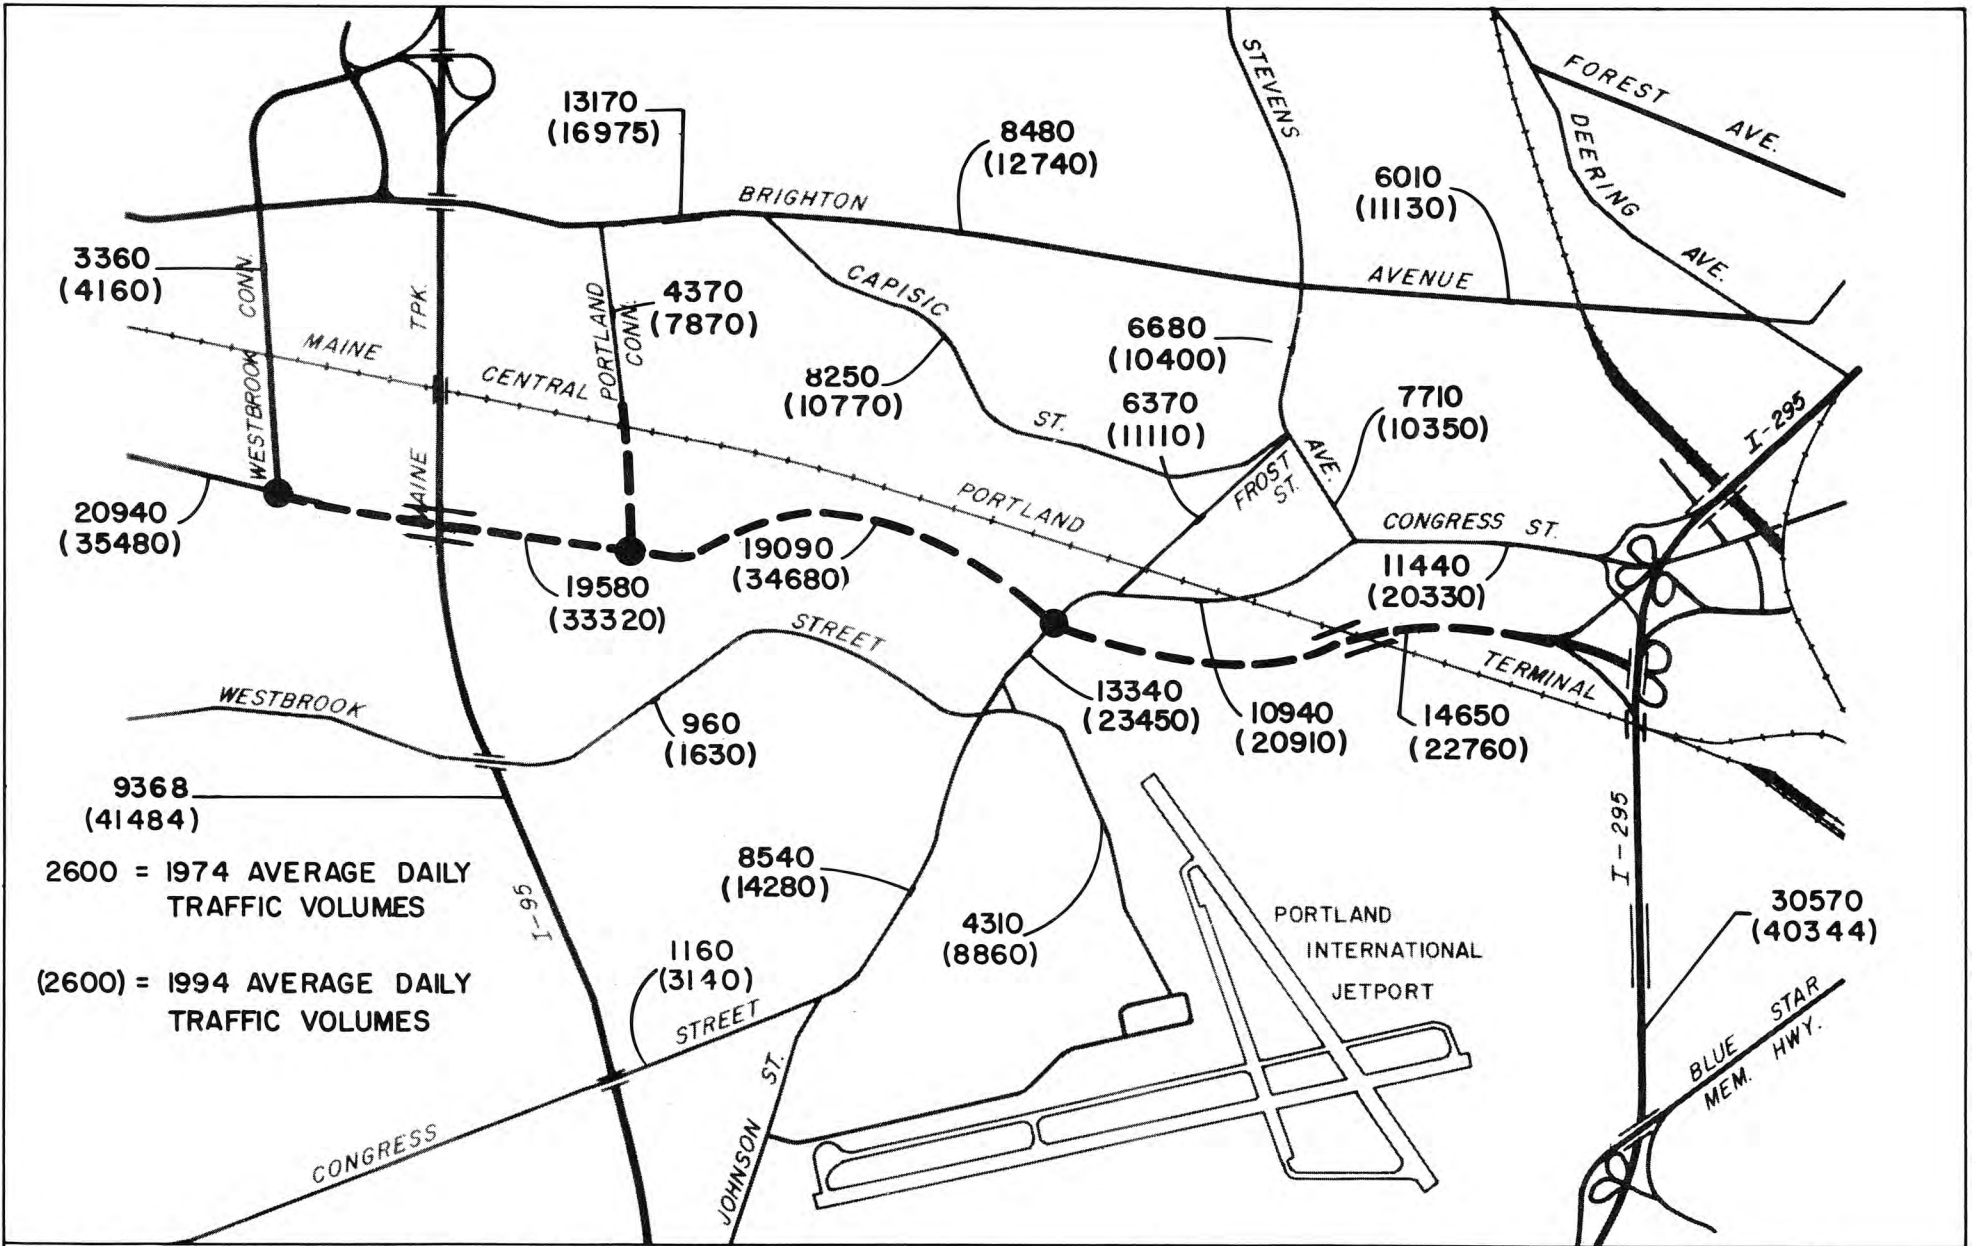 13170
(16975)
8480
(12740)
STEVENS
FOREST AVE.
DEERING AVE.
6010
(11130)
BRIGHTON AVENUE
3360
(4160)
WESTBROOK CONN.
MAINE TPK.
PORTLAND CONN.
4370
(7870)
CAPISIC ST.
MAINE CENTRAL PORTLAND TERMINAL
8250
(10770)
6680
(10400)
6370
(11110)
7710
(10350)
AVE.
FROST
ST.
I-295
20940
(35480)
19580
(33320)
19090
(34680)
CONGRESS ST.
11440
(20330)
WESTBROOK STREET
960
(1630)
13340
(23450)
10940
(20910)
14650
(22760)
9368
(41484)
2600 = 1974 AVERAGE DAILY
TRAFFIC VOLUMES
(2600) = 1994 AVERAGE DAILY
TRAFFIC VOLUMES
I-95
8540
(14280)
4310
(8860)
1160
(3140)
CONGRESS STREET
JOHNSON ST.
PORTLAND
INTERNATIONAL
JETPORT
I-295
30570
(40344)
BLUE STAR
MEM. HWY.